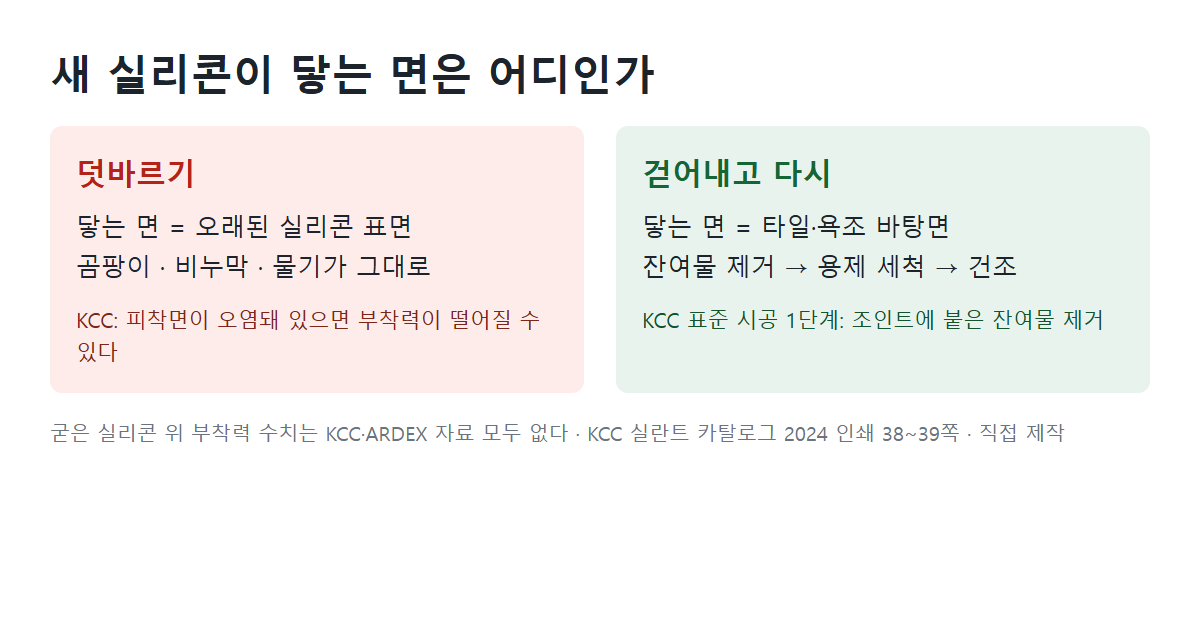 새 실리콘이 닿는 면은 어디인가
덧바르기
닿는 면 = 오래된 실리콘 표면
곰팡이 · 비누막 · 물기가 그대로
KCC: 피착면이 오염돼 있으면 부착력이 떨어질 수
있다
걷어내고 다시
닿는 면 = 타일·욕조 바탕면
잔여물 제거 → 용제 세척 → 건조
KCC 표준 시공 1단계: 조인트에 붙은 잔여물 제거
굳은 실리콘 위 부착력 수치는 KCC·ARDEX 자료 모두 없다 · KCC 실란트 카탈로그 2024 인쇄 38~39쪽 · 직접 제작